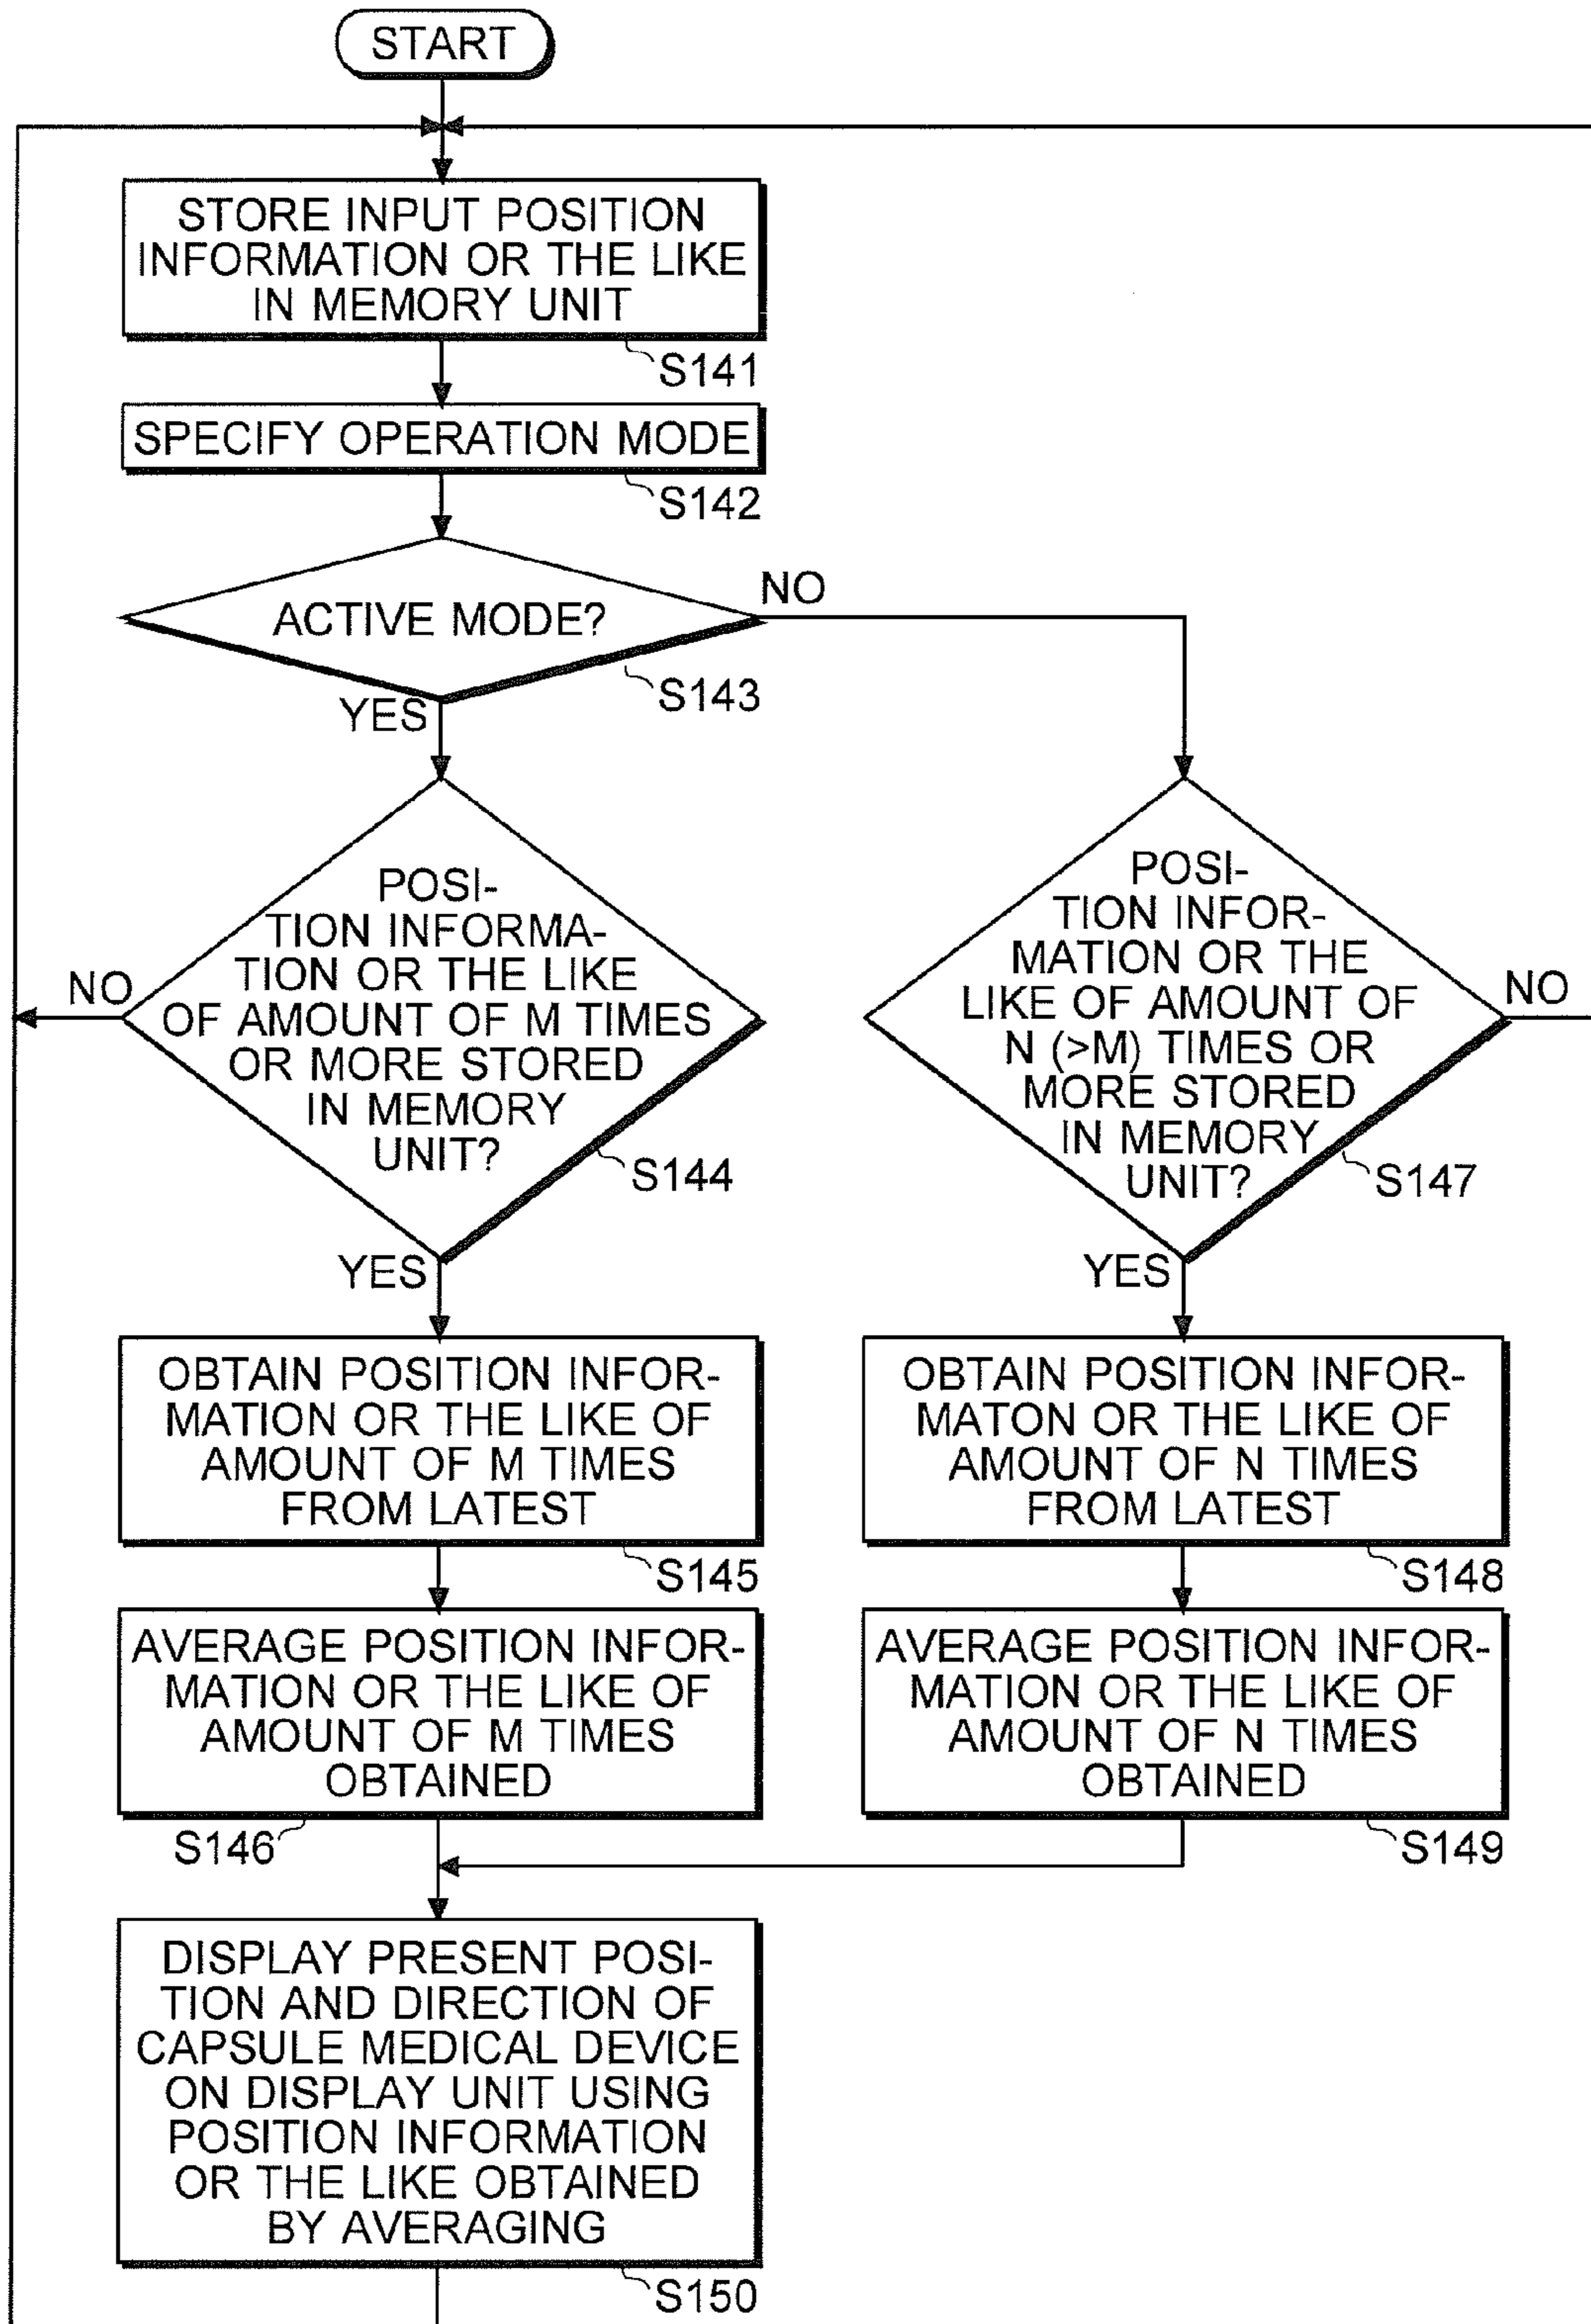 START
STORE INPUT POSITION
INFORMATION OR THE LIKE
IN MEMORY UNIT
S141
SPECIFY OPERATION MODE
S142
ACTIVE MODE?
NO
S143
YES
POSI-
TION INFORMA-
TION OR THE LIKE
OF AMOUNT OF M TIMES
OR MORE STORED
IN MEMORY
UNIT?
NO
S144
YES
POSI-
TION INFOR-
MATION OR THE
LIKE OF AMOUNT OF
N (>M) TIMES OR
MORE STORED
IN MEMORY
UNIT?
NO
S147
YES
OBTAIN POSITION INFOR-
MATION OR THE LIKE OF
AMOUNT OF M TIMES
FROM LATEST
S145
OBTAIN POSITION INFOR-
MATON OR THE LIKE OF
AMOUNT OF N TIMES
FROM LATEST
S148
AVERAGE POSITION INFOR-
MATION OR THE LIKE OF
AMOUNT OF M TIMES
OBTAINED
S146
AVERAGE POSITION INFOR-
MATION OR THE LIKE OF
AMOUNT OF N TIMES
OBTAINED
S149
DISPLAY PRESENT POSI-
TION AND DIRECTION OF
CAPSULE MEDICAL DEVICE
ON DISPLAY UNIT USING
POSITION INFORMATION
OR THE LIKE OBTAINED
BY AVERAGING
S150